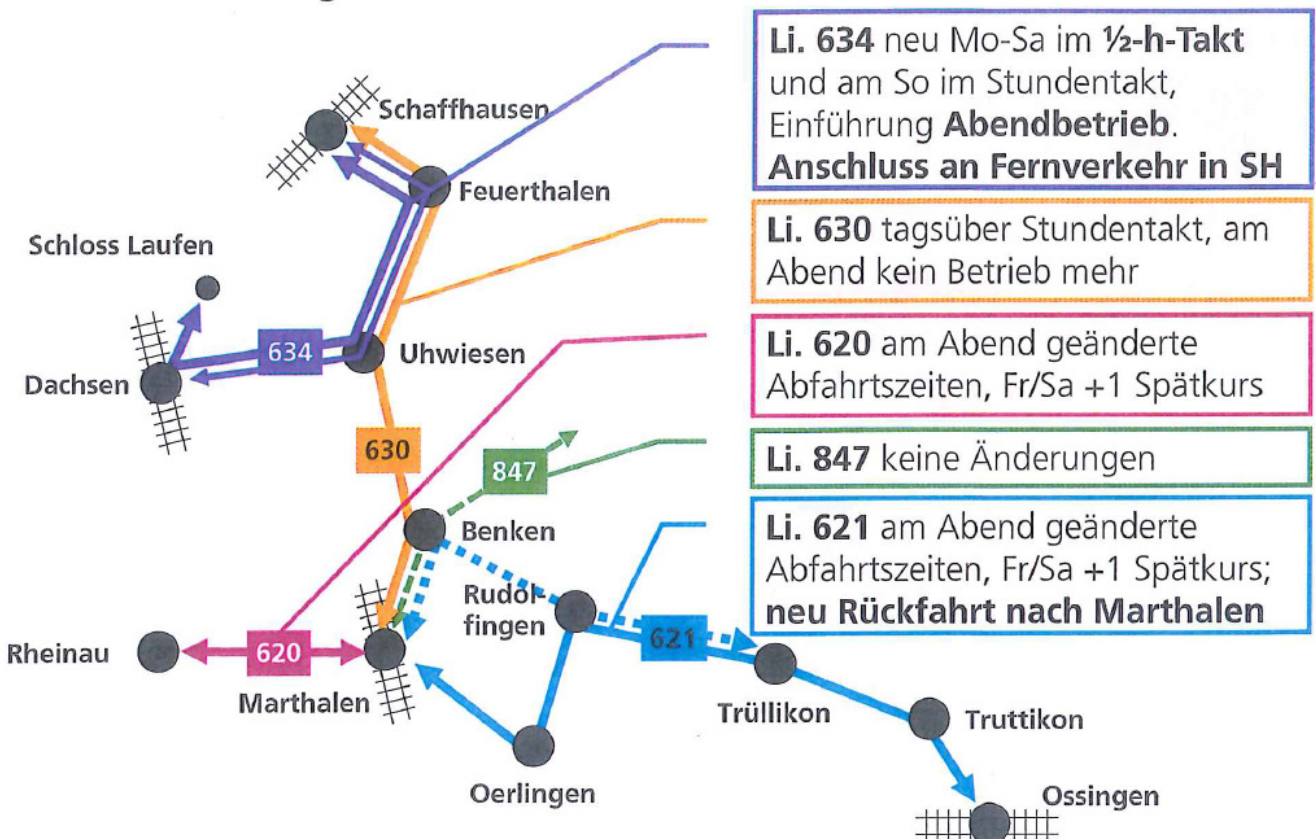 Li. 634 neu Mo-Sa im ½-h-Takt
und am So im Stundentakt,
Einführung Abendbetrieb.
Anschluss an Fernverkehr in SH
Li. 630 tagsüber Stundentakt, am
Abend kein Betrieb mehr
Li. 620 am Abend geänderte
Abfahrtszeiten, Fr/Sa +1 Spätkurs
Li. 847 keine Änderungen
Li. 621 am Abend geänderte
Abfahrtszeiten, Fr/Sa +1 Spätkurs;
neu Rückfahrt nach Marthalen
Schaffhausen
Feuerthalen
Schloss Laufen
634
Uhwiesen
Dachsen
630
847
Benken
Rudol-
fingen
621
Rheinau
620
Marthalen
Trüllikon
Truttikon
Oerlingen
Ossingen